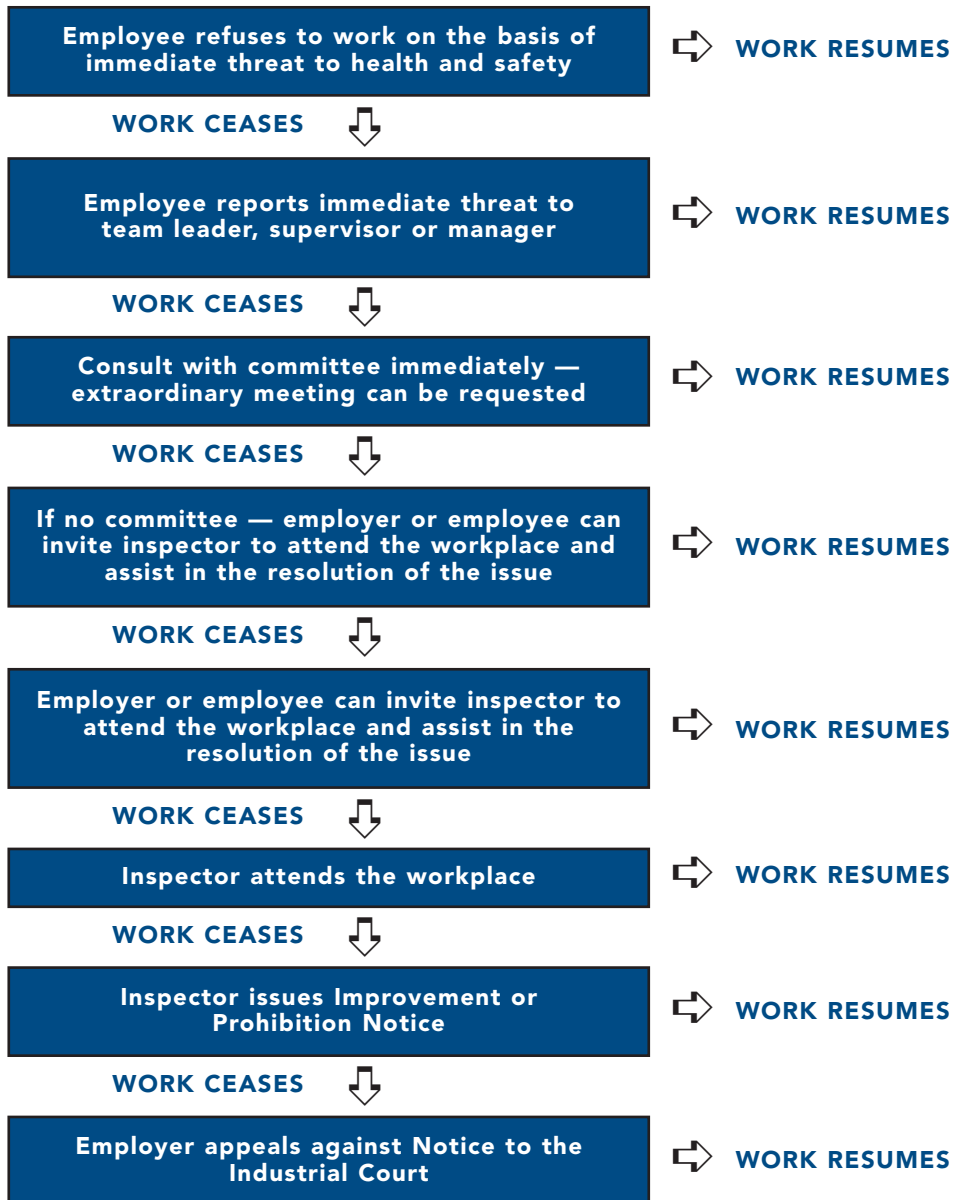 Employee refuses to work on the basis of
immediate threat to health and safety
WORK RESUMES
WORK CEASES
Employee reports immediate threat to
team leader, supervisor or manager
WORK RESUMES
WORK CEASES
Consult with committee immediately —
extraordinary meeting can be requested
WORK RESUMES
WORK CEASES
If no committee — employer or employee can
invite inspector to attend the workplace and
assist in the resolution of the issue
WORK RESUMES
WORK CEASES
Employer or employee can invite inspector to
attend the workplace and assist in the
resolution of the issue
WORK RESUMES
WORK CEASES
Inspector attends the workplace
WORK RESUMES
WORK CEASES
Inspector issues Improvement or
Prohibition Notice
WORK RESUMES
WORK CEASES
Employer appeals against Notice to the
Industrial Court
WORK RESUMES